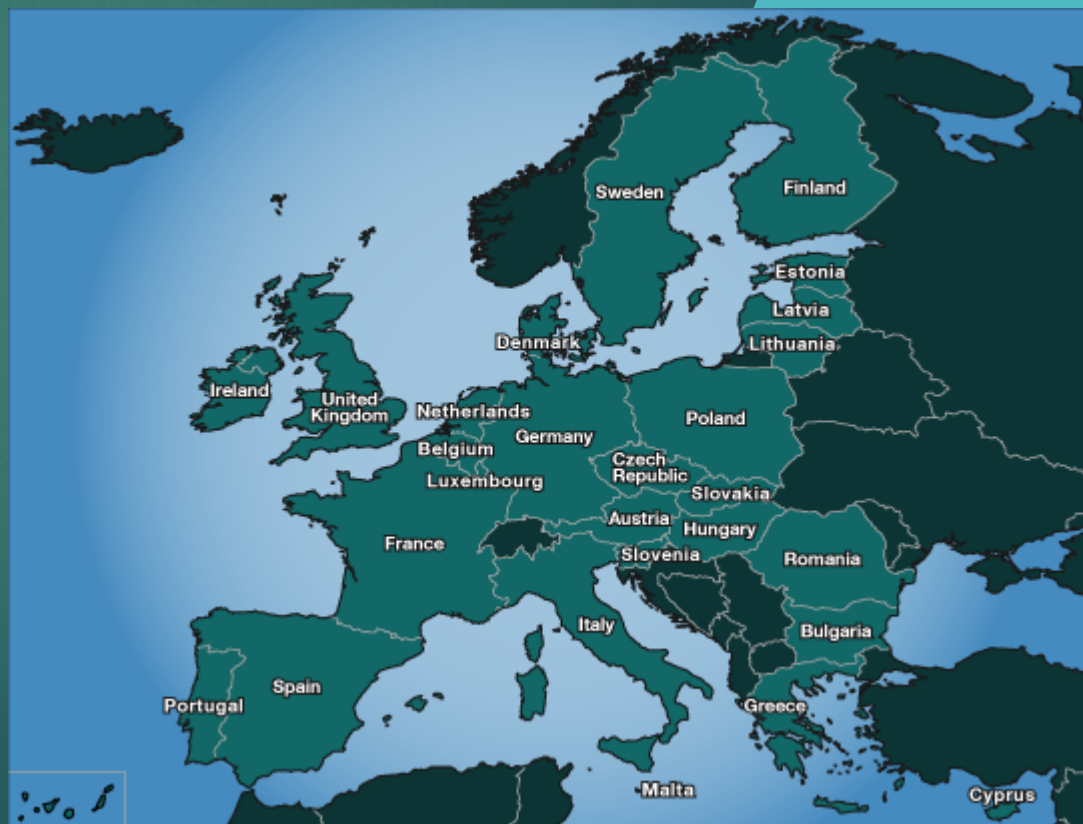 Sweden
Finland
Estonia
Latvia
Lithuania
Denmark
Ireland
United
Kingdom
Netherlands
Poland
Germany
Belgium
Czech
Republic
Luxembourg
Slovakia
Austria
Hungary
France
Slovenia
Romania
Italy
Bulgaria
Spain
Portugal
Greece
Malta
Cyprus